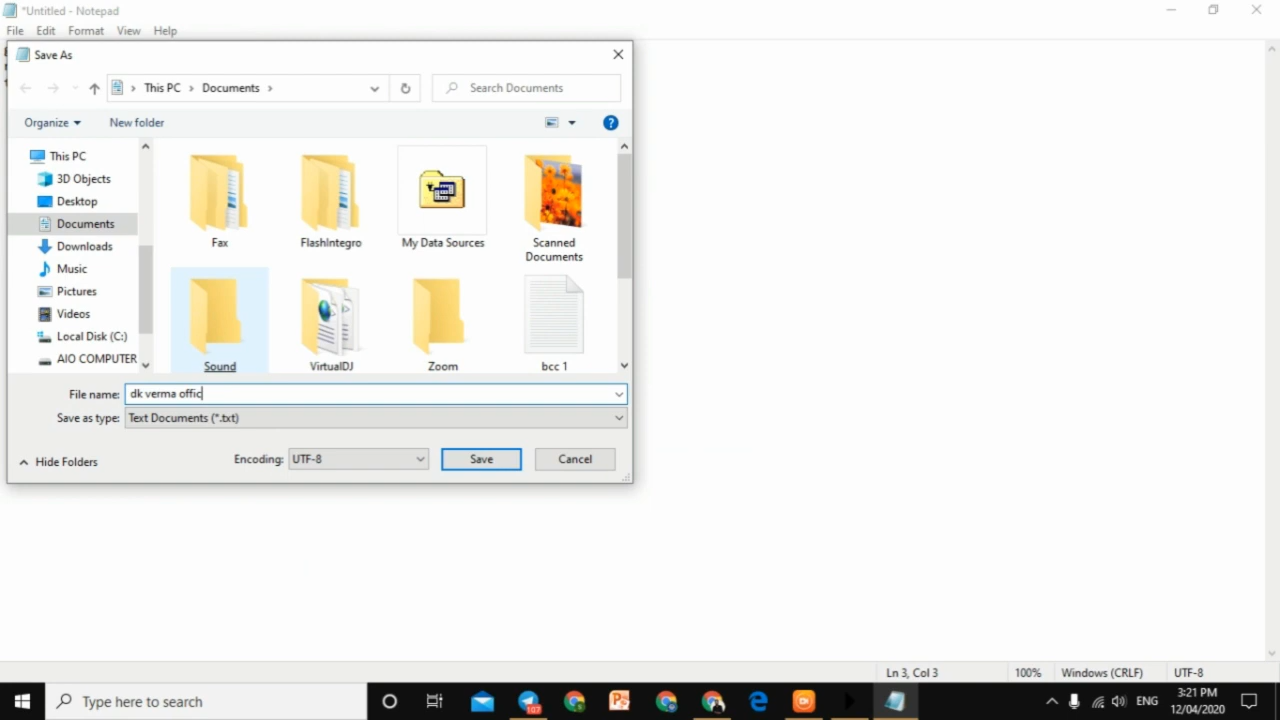 *Untitled - Notepad
File Edit Format View Help
Save As
This PC Documents
Search Documents
Organize New folder
This PC
3D Objects
Desktop
Documents
Downloads
Music
Pictures
Videos
Local Disk (C:)
AIO COMPUTER
Fax FlashIntegro My Data Sources Scanned
Documents
Sound VirtualDJ Zoom bcc 1
File name: dk verma offic
Save as type: Text Documents (*.txt)
Hide Folders Encoding: UTF-8 Save Cancel
Ln 3, Col 3 100% Windows (CRLF) UTF-8
Type here to search
107
ENG
3:21 PM
12/04/2020